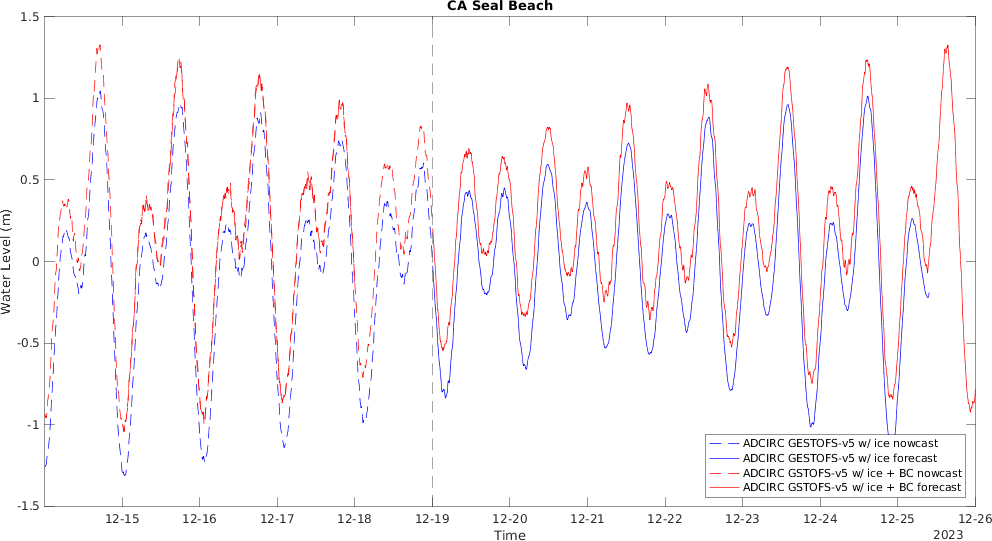 CA Seal Beach
1.5
1
0.5
0
-0.5
-1
-1.5
Water Level (m)
12-15 12-16 12-17 12-18 12-19 12-20 12-21 12-22 12-23 12-24 12-25 12-26
Time
2023
ADCIRC GESTOFS-v5 w/ ice nowcast
ADCIRC GESTOFS-v5 w/ ice forecast
ADCIRC GSTOFS-v5 w/ ice + BC nowcast
ADCIRC GSTOFS-v5 w/ ice + BC forecast